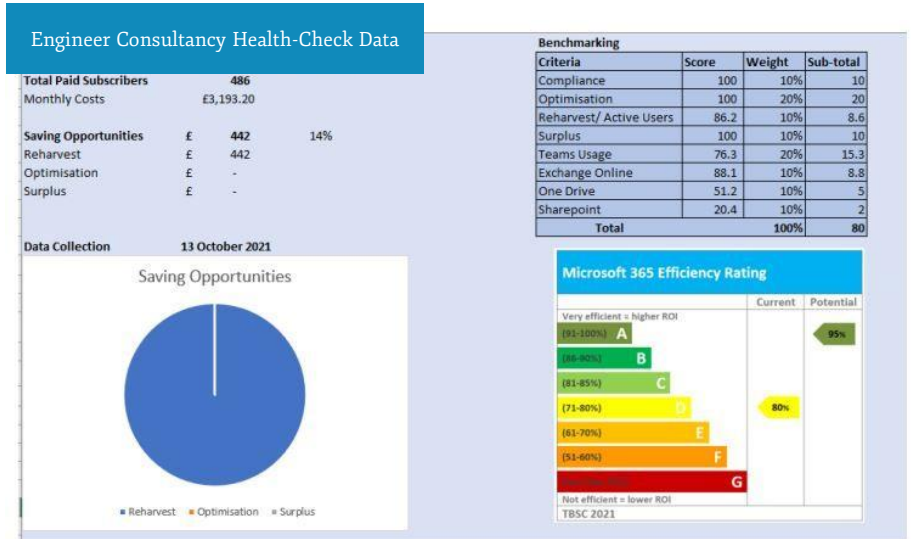 Engineer Consultancy Health-Check Data
Total Paid Subscribers 486
Monthly Costs £3,193.20
Saving Opportunities £ 442 14%
Reharvest £ 442
Optimisation £ -
Surplus £ -
Data Collection 13 October 2021
Saving Opportunities
Reharvest Optimisation Surplus
Benchmarking
Criteria Score Weight Sub-total
Compliance 100 10% 10
Optimisation 100 20% 20
Reharvest/ Active Users 86.2 10% 8.6
Surplus 100 10% 10
Teams Usage 76.3 20% 15.3
Exchange Online 88.1 10% 8.8
One Drive 51.2 10% 5
Sharepoint 20.4 10% 2
Total 100% 80
Microsoft 365 Efficiency Rating
Current Potential
Very efficient = higher ROI
(91-100%) A 95%
(86-90%) B
(81-85%) C
(71-80%) D 80%
(61-70%) E
(51-60%) F
G
Not efficient = lower ROI
TBSC 2021